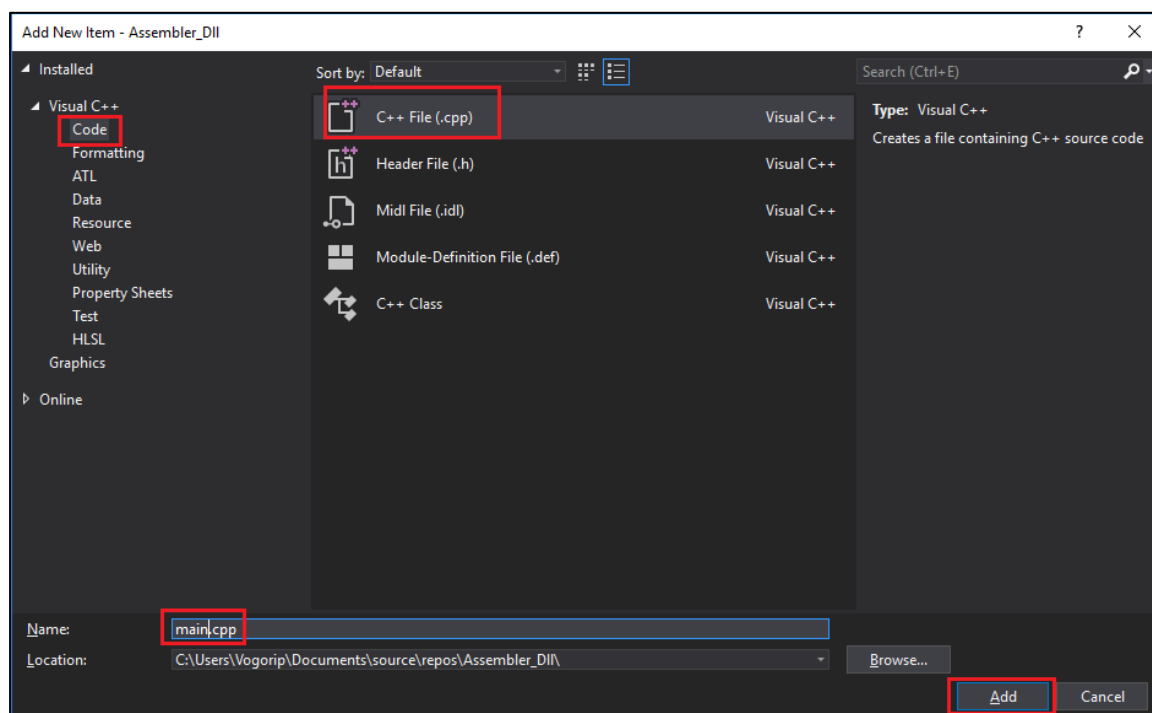 Add New Item - Assembler_Dll
Installed
Visual C++
Code
Formatting
ATL
Data
Resource
Web
Utility
Property Sheets
Test
HLSL
Graphics
Online
Sort by: Default
C++ File (.cpp) Visual C++
Header File (.h) Visual C++
Midl File (.idl) Visual C++
Module-Definition File (.def) Visual C++
C++ Class Visual C++
Search (Ctrl+E)
Type: Visual C++
Creates a file containing C++ source code
Name: main.cpp
Location: C:\Users\Vogorip\Documents\source\repos\Assembler_Dll\
Browse...
Add Cancel